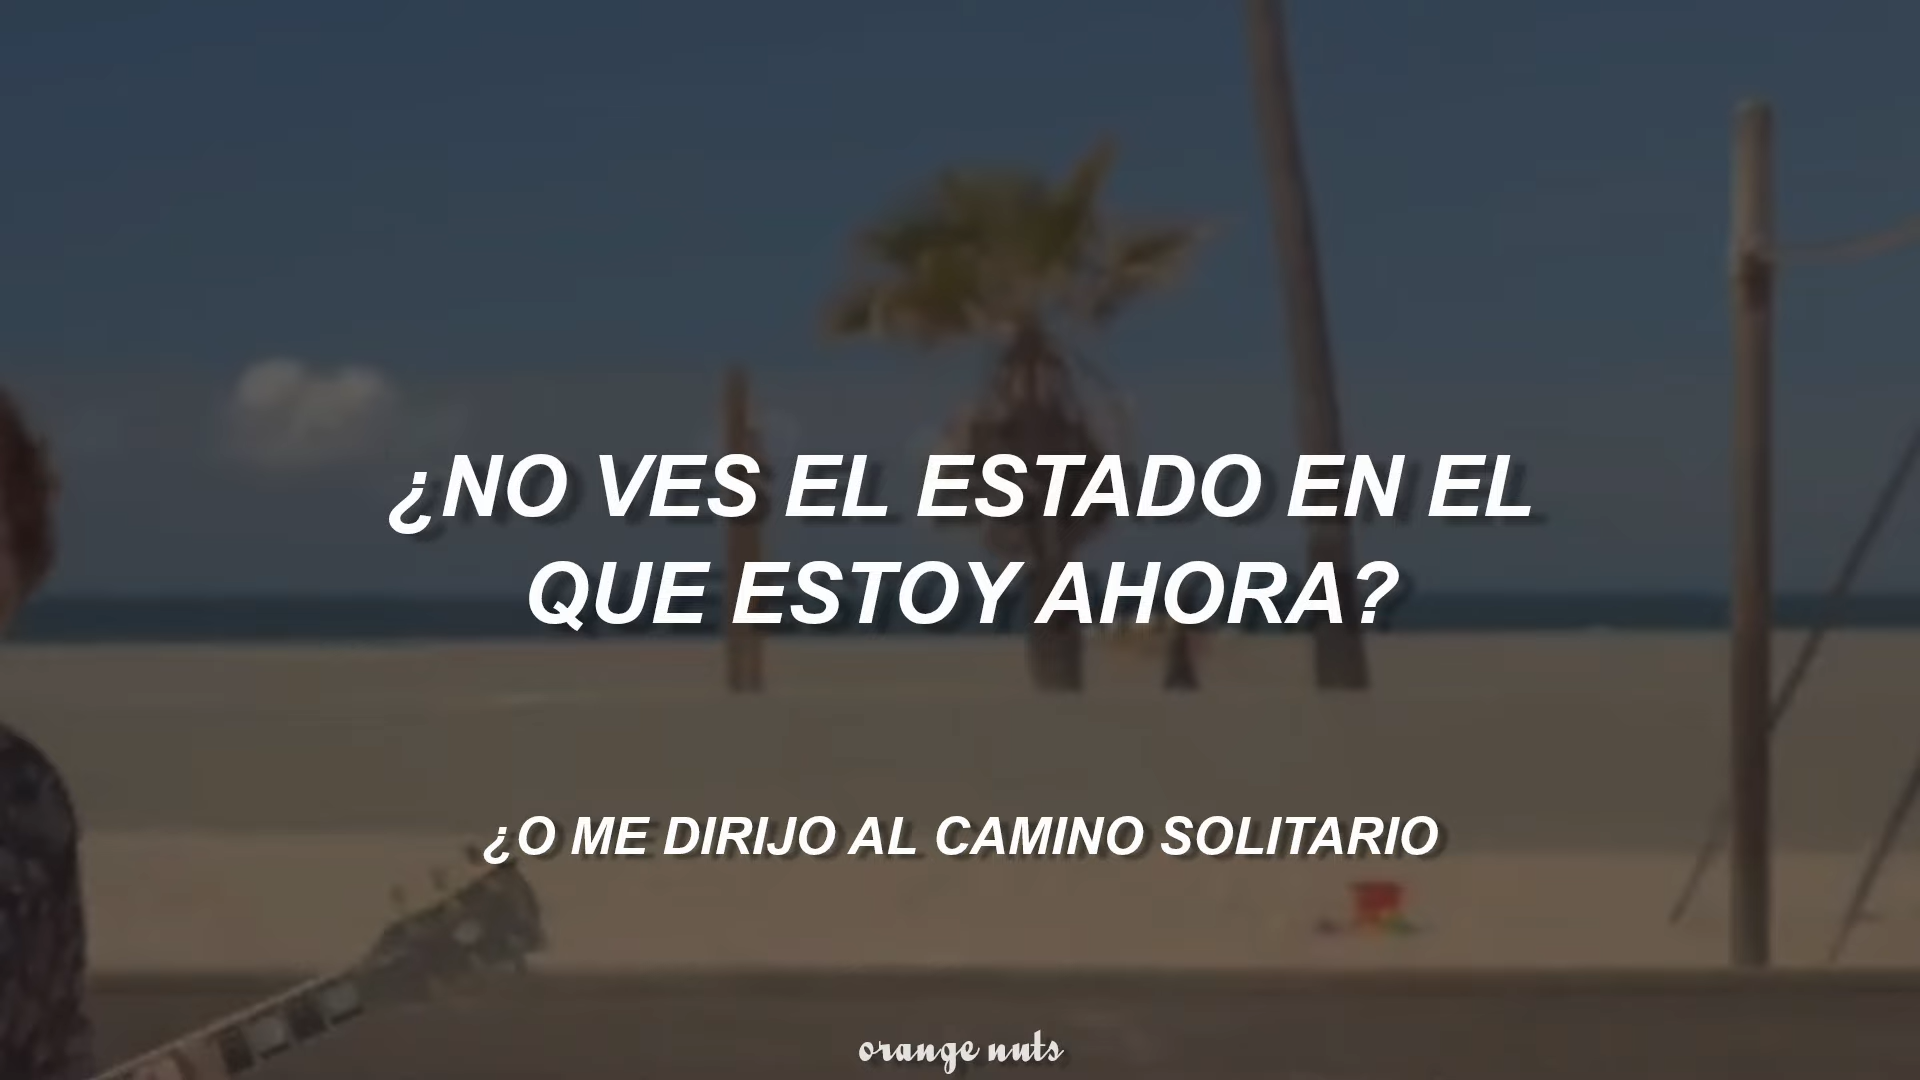 ¿NO VES EL ESTADO EN EL
QUE ESTOY AHORA?
¿O ME DIRIJO AL CAMINO SOLITARIO
orange nuts